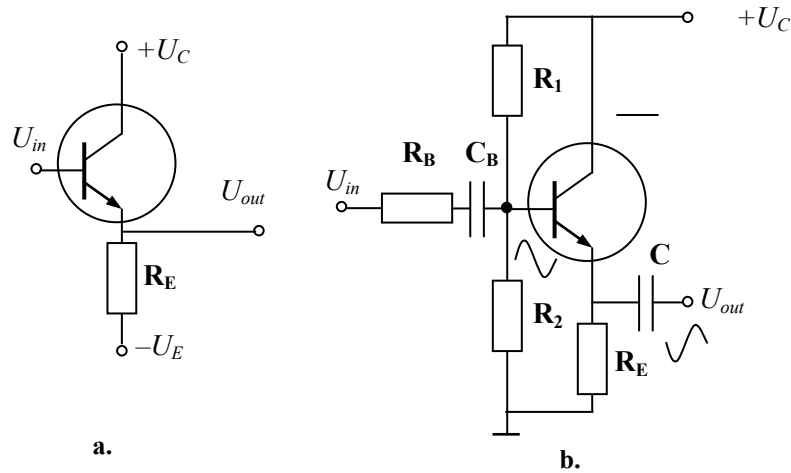 +U_C
U_in
U_out
R_E
–U_E
a.
+U_C
R_1
R_B
C_B
U_in
C
U_out
R_2
R_E
b.